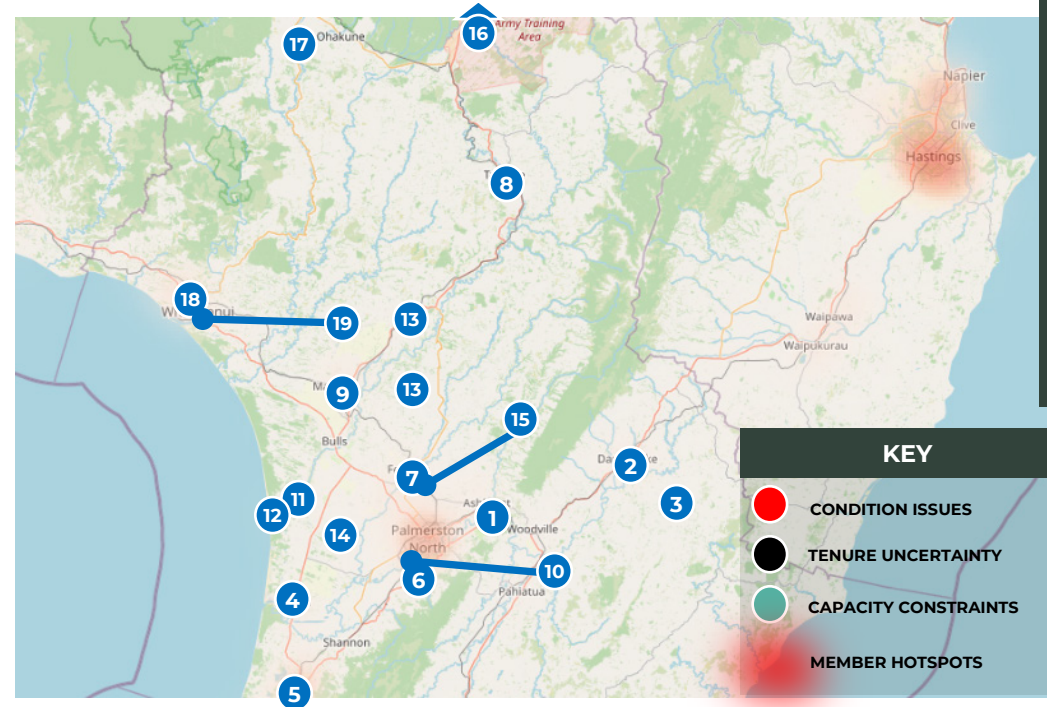 Army Training
Area
16
17
Ohakune
Napier
Clive
Hastings
8
18
19
13
Waipawa
Waipukurau
9
13
15
Bulls
7
2
3
11
12
1
Woodville
14
Palmerston
North
6
10
Pahiatua
4
Shannon
5
KEY
CONDITION ISSUES
TENURE UNCERTAINTY
CAPACITY CONSTRAINTS
MEMBER HOTSPOTS